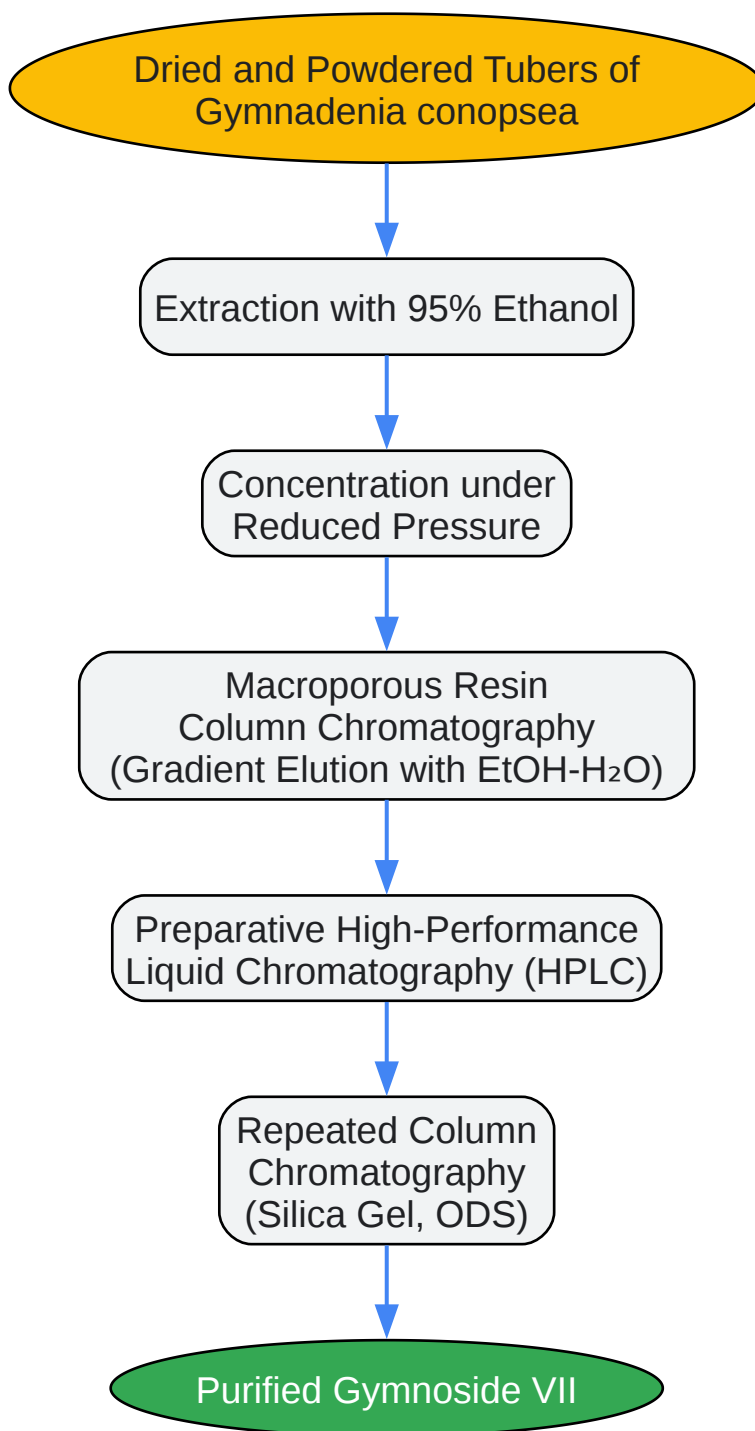 Dried and Powdered Tubers of
Gymnadenia conopsea
Extraction with 95% Ethanol
Concentration under
Reduced Pressure
Macroporous Resin
Column Chromatography
(Gradient Elution with EtOH-H₂O)
Preparative High-Performance
Liquid Chromatography (HPLC)
Repeated Column
Chromatography
(Silica Gel, ODS)
Purified Gymnoside VII